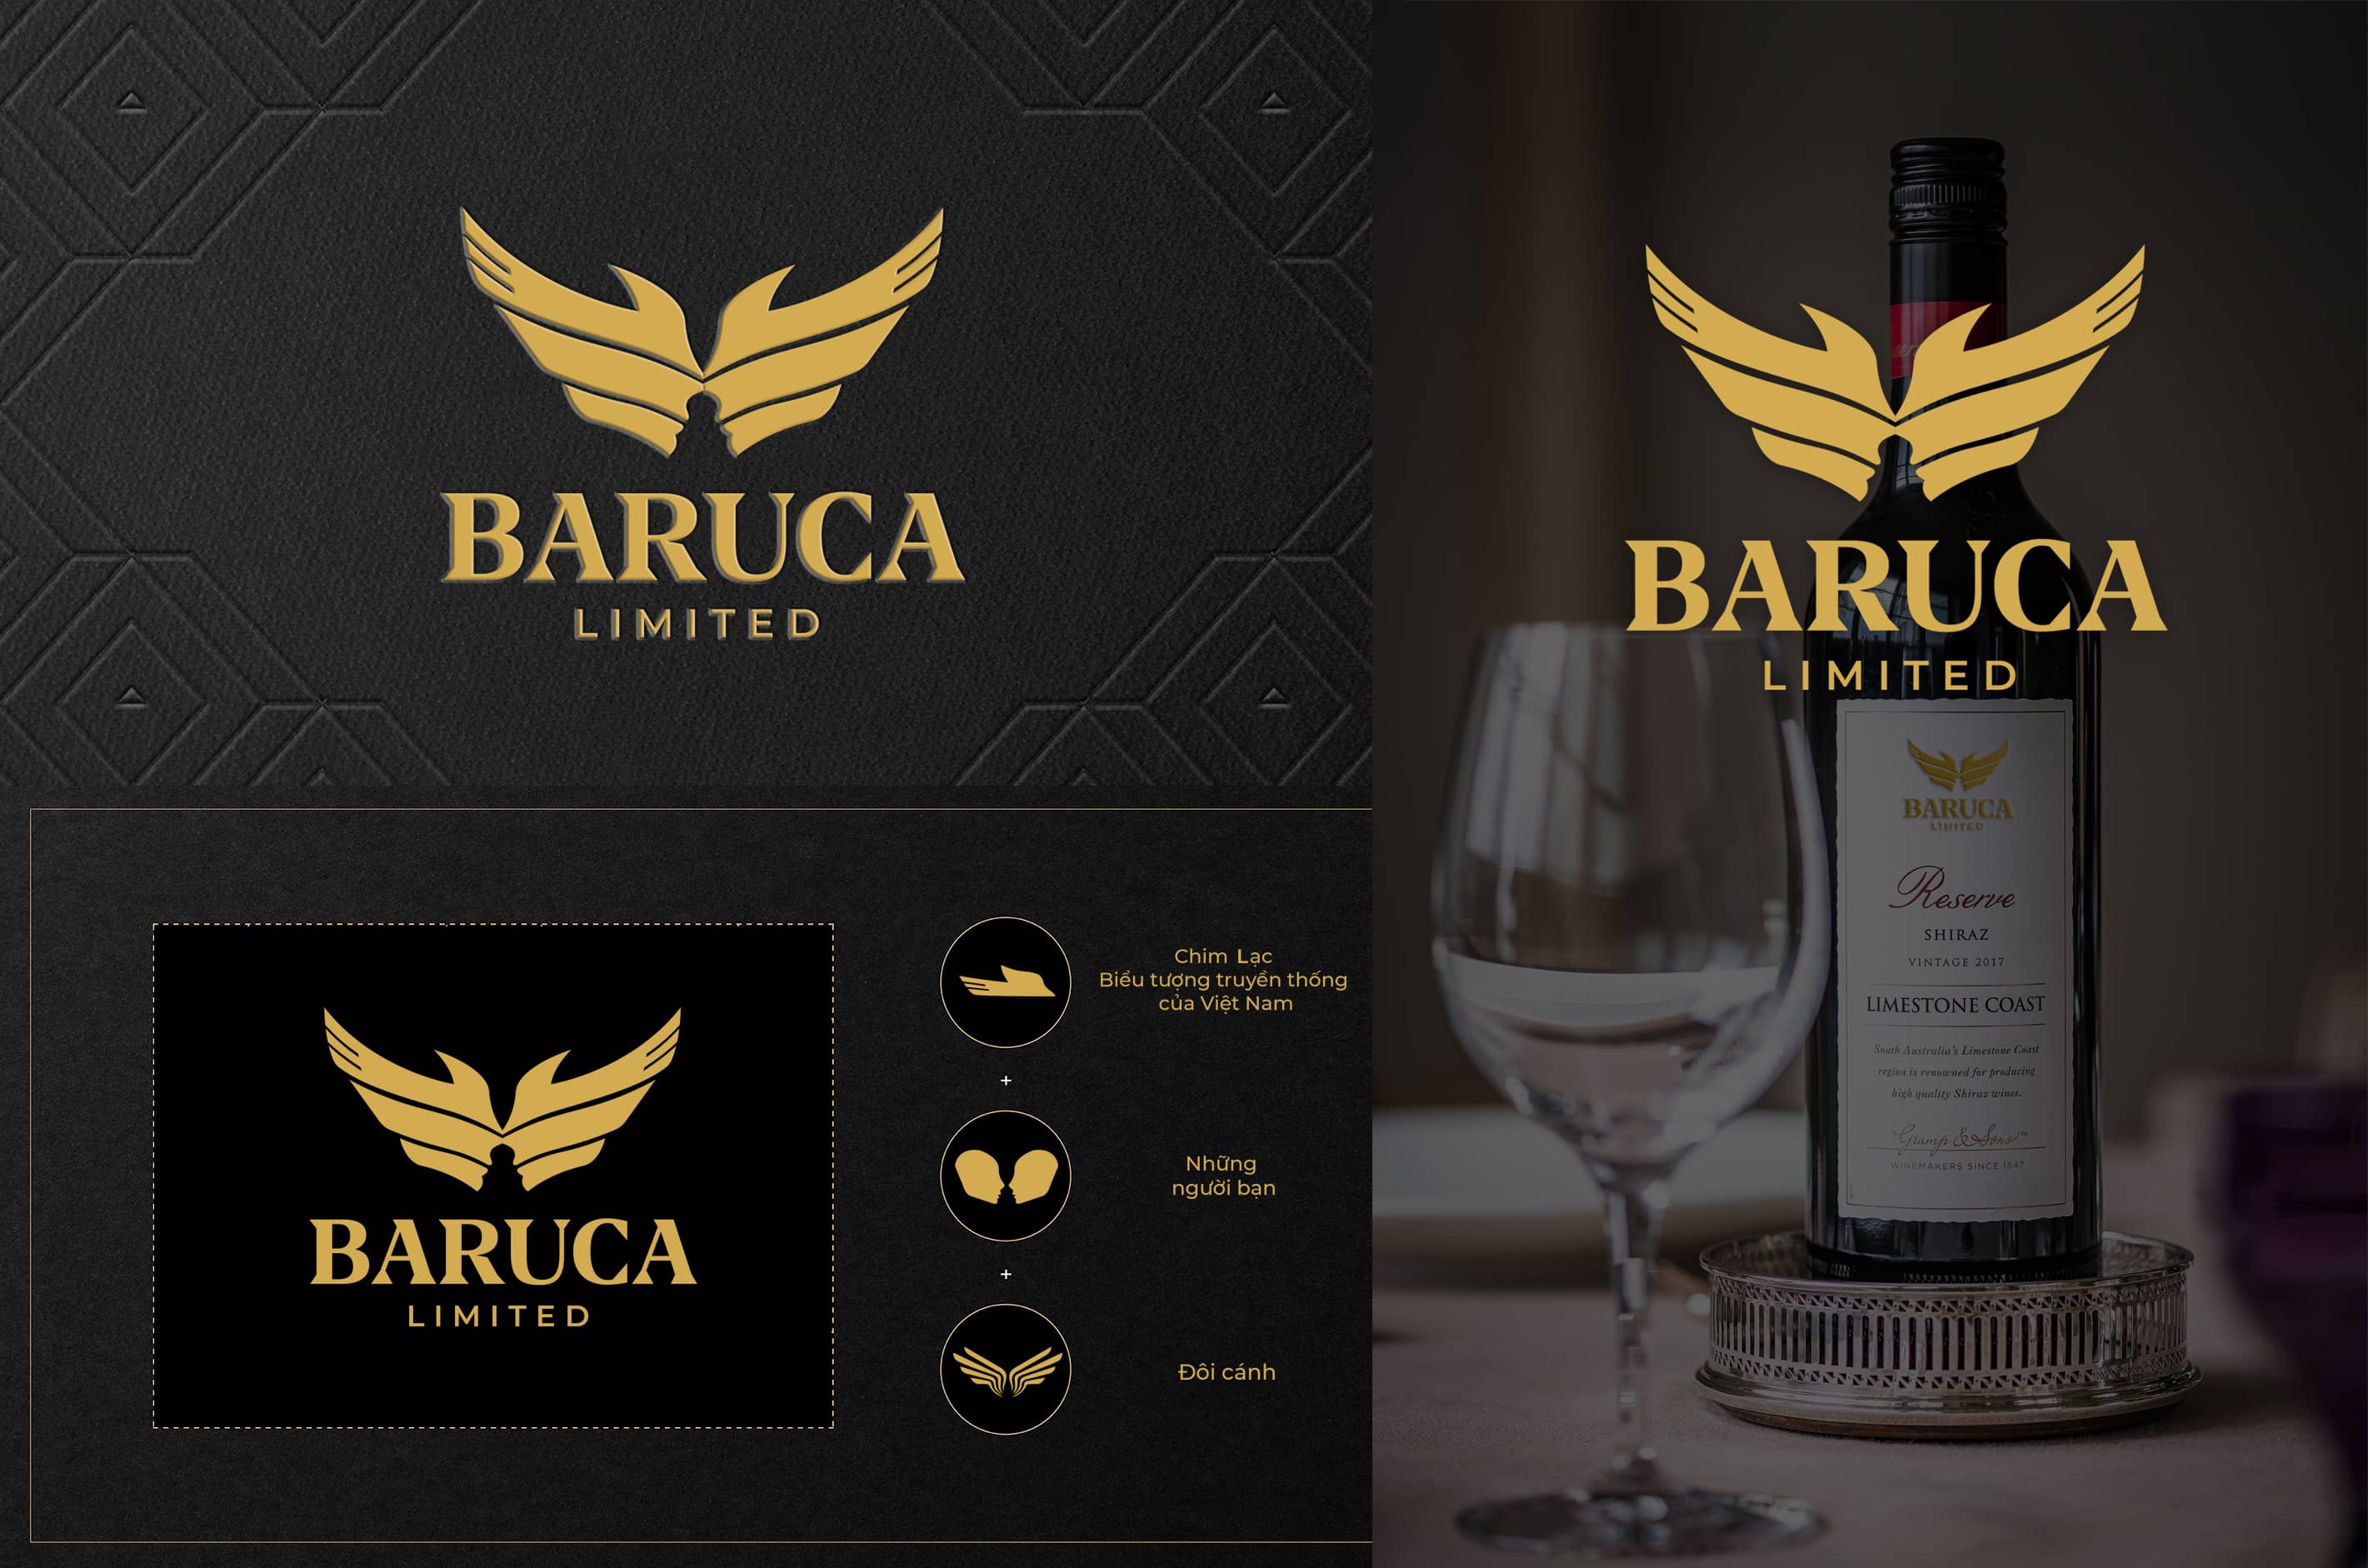 BARUCA
LIMITED
BARUCA
LIMITED
Chim Lạc
Biểu tượng truyền thống
của Việt Nam
+
Những
người bạn
+
Đôi cánh
BARUCA
LIMITED
BARUCA
LIMITED
Reserve
SHIRAZ
VINTAGE 2017
LIMESTONE COAST
South Australia's Limestone Coast
region is renowned for producing
high quality Shiraz wines.
Gramp & Sons™
WINEMAKERS SINCE 1847